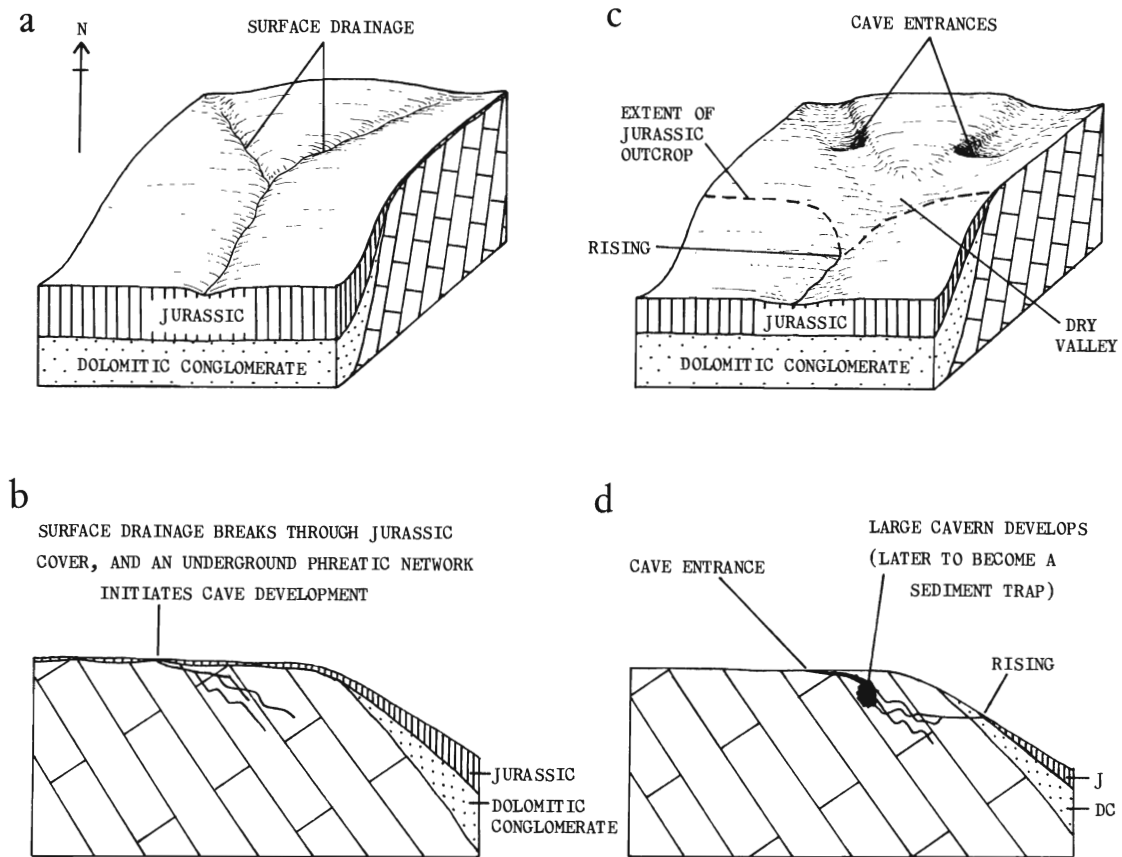 a
N
SURFACE DRAINAGE
JURASSIC
DOLOMITIC CONGLOMERATE
c
CAVE ENTRANCES
EXTENT OF
JURASSIC
OUTCROP
RISING
JURASSIC
DRY
VALLEY
DOLOMITIC CONGLOMERATE
b
SURFACE DRAINAGE BREAKS THROUGH JURASSIC
COVER, AND AN UNDERGROUND PHREATIC NETWORK
INITIATES CAVE DEVELOPMENT
JURASSIC
DOLOMITIC
CONGLOMERATE
d
LARGE CAVERN DEVELOPS
(LATER TO BECOME A
SEDIMENT TRAP)
CAVE ENTRANCE
RISING
J
DC